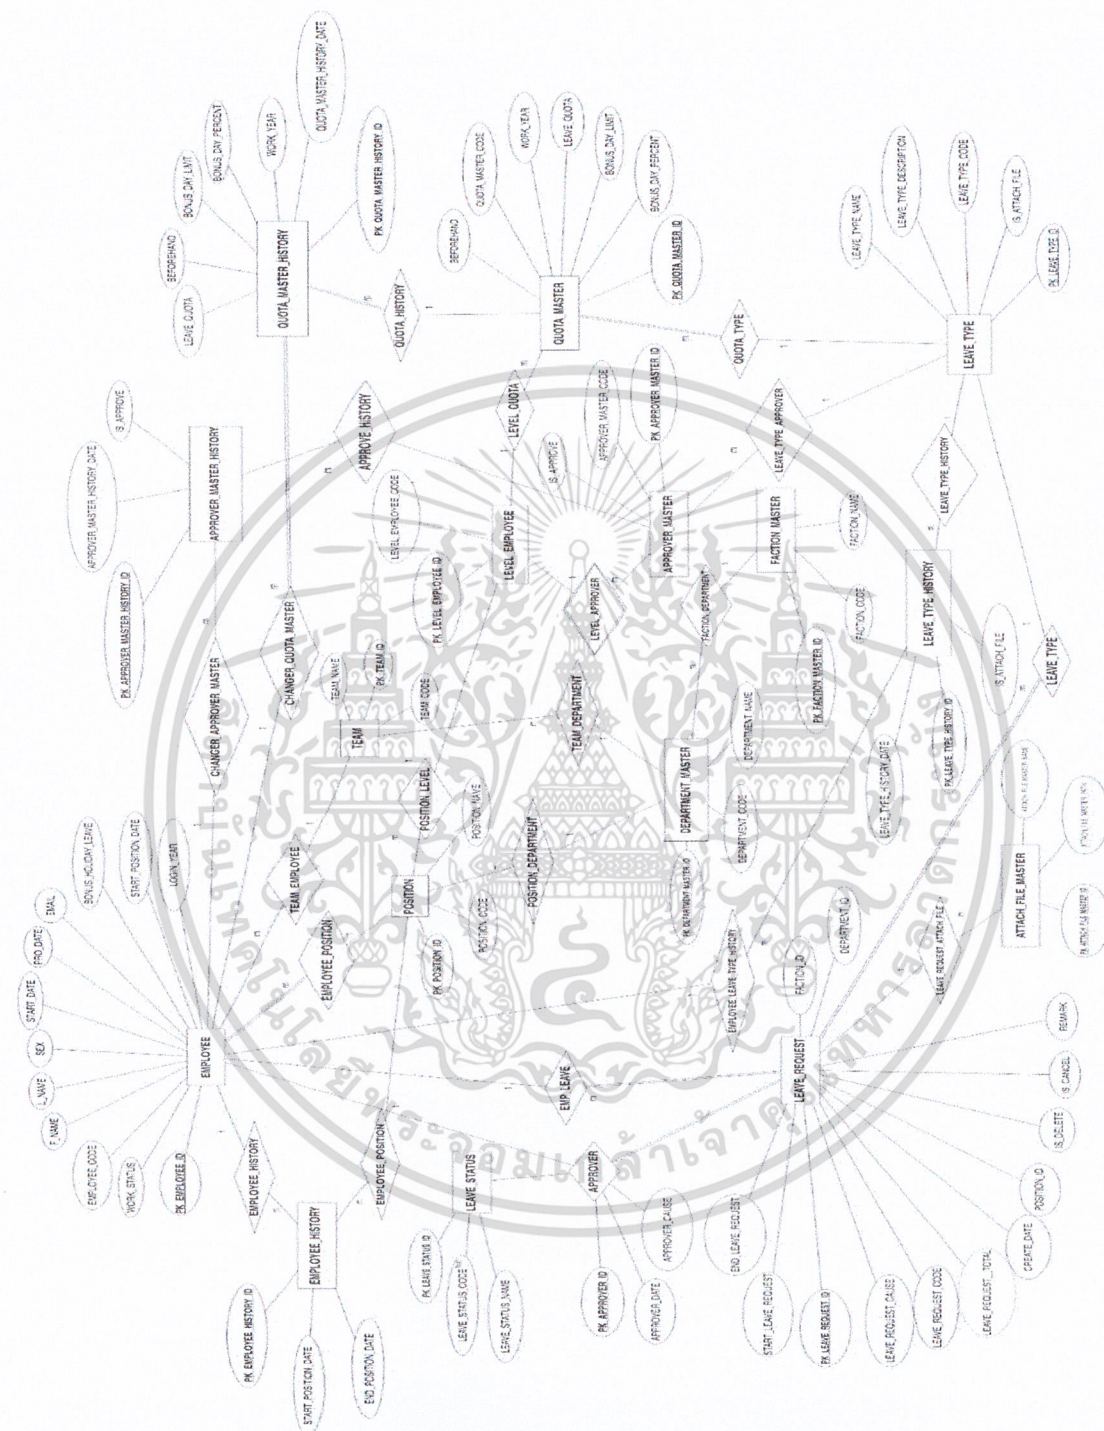 QUOTA_MASTER_HISTORY_DATE
BONUS_DAY_PERCENT
WORK_YEAR
PK_QUOTA_MASTER_HISTORY_ID
BONUS_DAY_LIMIT
BEFOREHAND
LEAVE_QUOTA
QUOTA_MASTER_HISTORY
QUOTA_HISTORY
m
1
QUOTA_MASTER
BEFOREHAND
QUOTA_MASTER_CODE
WORK_YEAR
LEAVE_QUOTA
BONUS_DAY_LIMIT
BONUS_DAY_PERCENT
PK_QUOTA_MASTER_ID
QUOTA_TYPE
m
1
LEAVE_TYPE
LEAVE_TYPE_NAME
LEAVE_TYPE_DESCRIPTION
LEAVE_TYPE_CODE
IS_ATTACH_FILE
PK_LEAVE_TYPE_ID
IS_APPROVE
APPROVER_MASTER_HISTORY_DATE
PK_APPROVER_MASTER_HISTORY_ID
APPROVER_MASTER_HISTORY
APPROVE_HISTORY
LEVEL_QUOTA
LEVEL_EMPLOYEE_CODE
PK_LEVEL_EMPLOYEE_ID
LEVEL_EMPLOYEE
IS_APPROVE
APPROVER_MASTER_CODE
PK_APPROVER_MASTER_ID
APPROVER_MASTER
LEAVE_TYPE_APPROVER
LEVEL_APPROVER
FACTION_MASTER
FACTION_NAME
FACTION_CODE
PK_FACTION_MASTER_ID
FACTION_DEPARTMENT
LEAVE_TYPE_HISTORY
LEAVE_TYPE_HISTORY
IS_ATTACH_FILE
PK_LEAVE_TYPE_HISTORY_ID
LEAVE_TYPE_HISTORY_DATE
LEAVE_TYPE
CHANGER_APPROVER_MASTER
CHANGER_QUOTA_MASTER
TEAM_NAME
PK_TEAM_ID
TEAM_CODE
TEAM
TEAM_DEPARTMENT
TEAM_EMPLOYEE
POSITION_LEVEL
POSITION_NAME
POSITION
POSITION_CODE
PK_POSITION_ID
POSITION_DEPARTMENT
DEPARTMENT_MASTER
DEPARTMENT_NAME
DEPARTMENT_CODE
PK_DEPARTMENT_MASTER_ID
EMPLOYEE_POSITION
EMPLOYEE_LEAVE_TYPE_HISTORY
ATTACH_FILE_MASTER
PK_ATTACH_FILE_MASTER_ID
EMPLOYEE
BONUS_HOLIDAY_LEAVE
START_POSITION_DATE
LOGIN_YEAR
EMAIL
PRO_DATE
START_DATE
SEX
L_NAME
F_NAME
EMPLOYEE_CODE
WORK_STATUS
PK_EMPLOYEE_ID
EMPLOYEE_HISTORY
EMPLOYEE_HISTORY
PK_EMPLOYEE_HISTORY_ID
START_POSITION_DATE
END_POSITION_DATE
EMPLOYEE_POSITION
EMP_LEAVE
LEAVE_STATUS
PK_LEAVE_STATUS_ID
LEAVE_STATUS_CODE
LEAVE_STATUS_NAME
APPROVER
PK_APPROVER_ID
APPROVER_DATE
APPROVER_CAUSE
LEAVE_REQUEST
FACTION_ID
DEPARTMENT_ID
REMARK
IS_CANCEL
IS_DELETE
POSITION_ID
CREATE_DATE
LEAVE_REQUEST_TOTAL
LEAVE_REQUEST_CODE
LEAVE_REQUEST_CAUSE
PK_LEAVE_REQUEST_ID
START_LEAVE_REQUEST
END_LEAVE_REQUEST